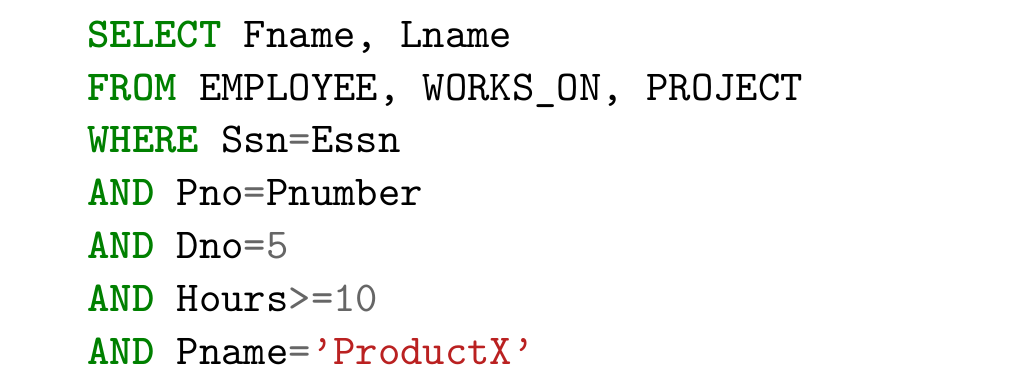 SELECT Fname, Lname
FROM EMPLOYEE, WORKS_ON, PROJECT
WHERE Ssn=Essn
AND Pno=Pnumber
AND Dno=5
AND Hours>=10
AND Pname=’ProductX’